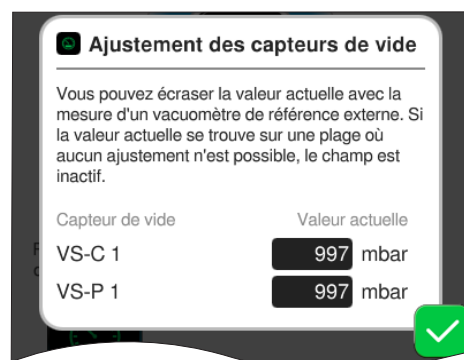 Ajustement des capteurs de vide
Vous pouvez écraser la valeur actuelle avec la
mesure d'un vacuomètre de référence externe. Si
la valeur actuelle se trouve sur une plage où
aucun ajustement n'est possible, le champ est
inactif.
Capteur de vide Valeur actuelle
VS-C 1 997 mbar
VS-P 1 997 mbar